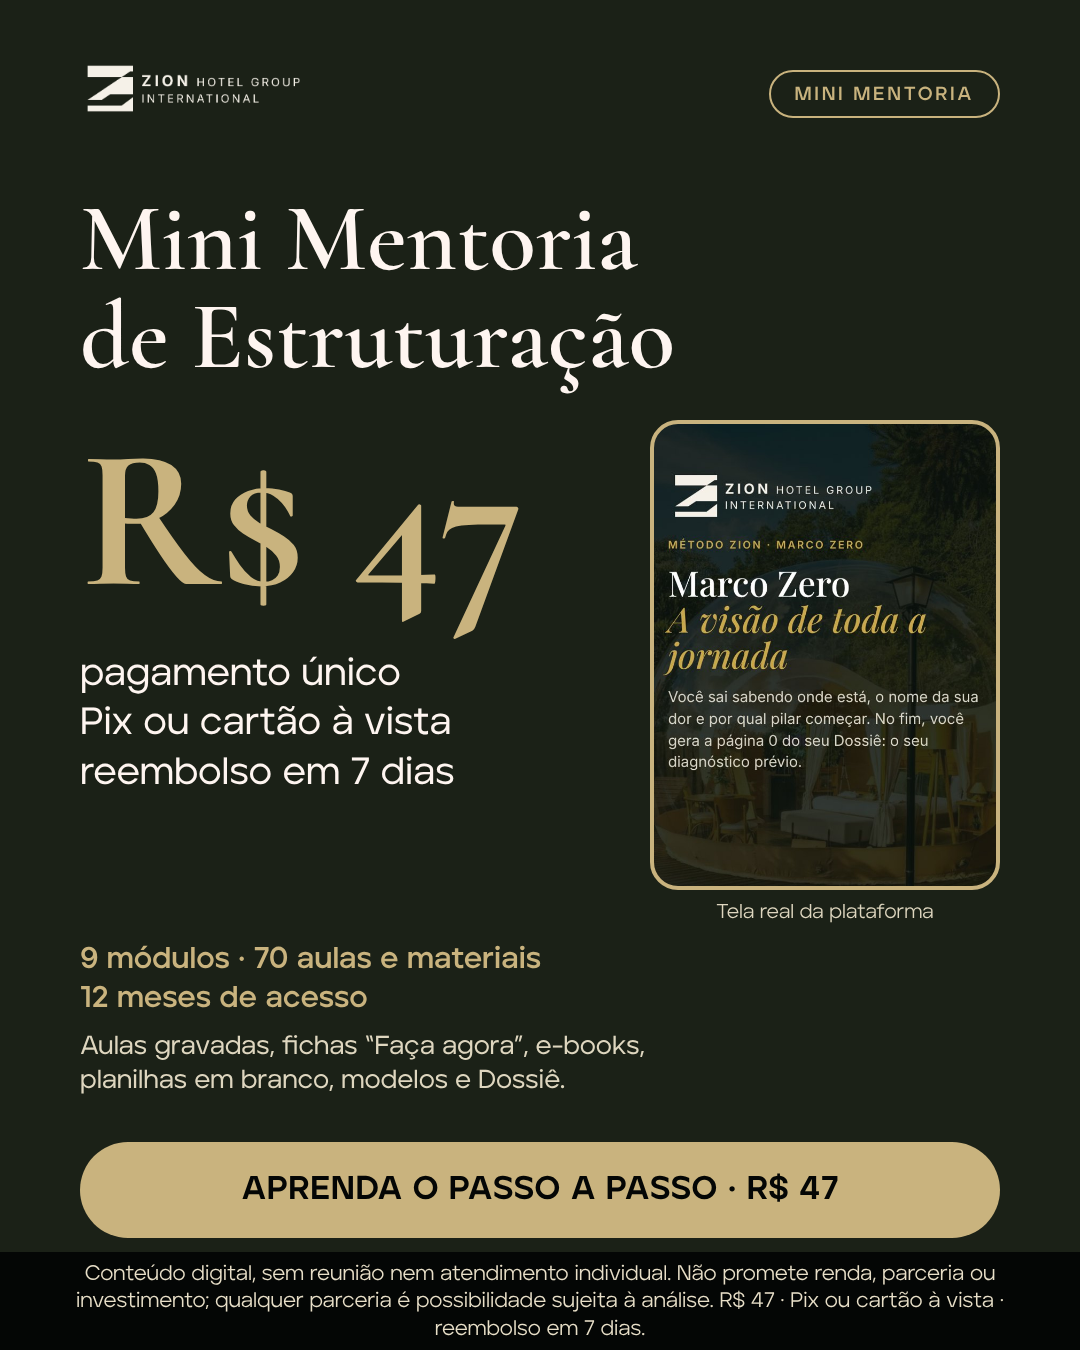 ZION HOTEL GROUP
INTERNATIONAL
MINI MENTORIA
Mini Mentoria
de Estruturação
R$ 47
pagamento único
Pix ou cartão à vista
reembolso em 7 dias
ZION HOTEL GROUP
INTERNATIONAL
MÉTODO ZION · MARCO ZERO
Marco Zero
A visão de toda a
jornada
Você sai sabendo onde está, o nome da sua
dor e por qual pilar começar. No fim, você
gera a página 0 do seu Dossiê: o seu
diagnóstico prévio.
Tela real da plataforma
9 módulos · 70 aulas e materiais
12 meses de acesso
Aulas gravadas, fichas “Faça agora”, e-books,
planilhas em branco, modelos e Dossiê.
APRENDA O PASSO A PASSO · R$ 47
Conteúdo digital, sem reunião nem atendimento individual. Não promete renda, parceria ou
investimento; qualquer parceria é possibilidade sujeita à análise. R$ 47 · Pix ou cartão à vista ·
reembolso em 7 dias.